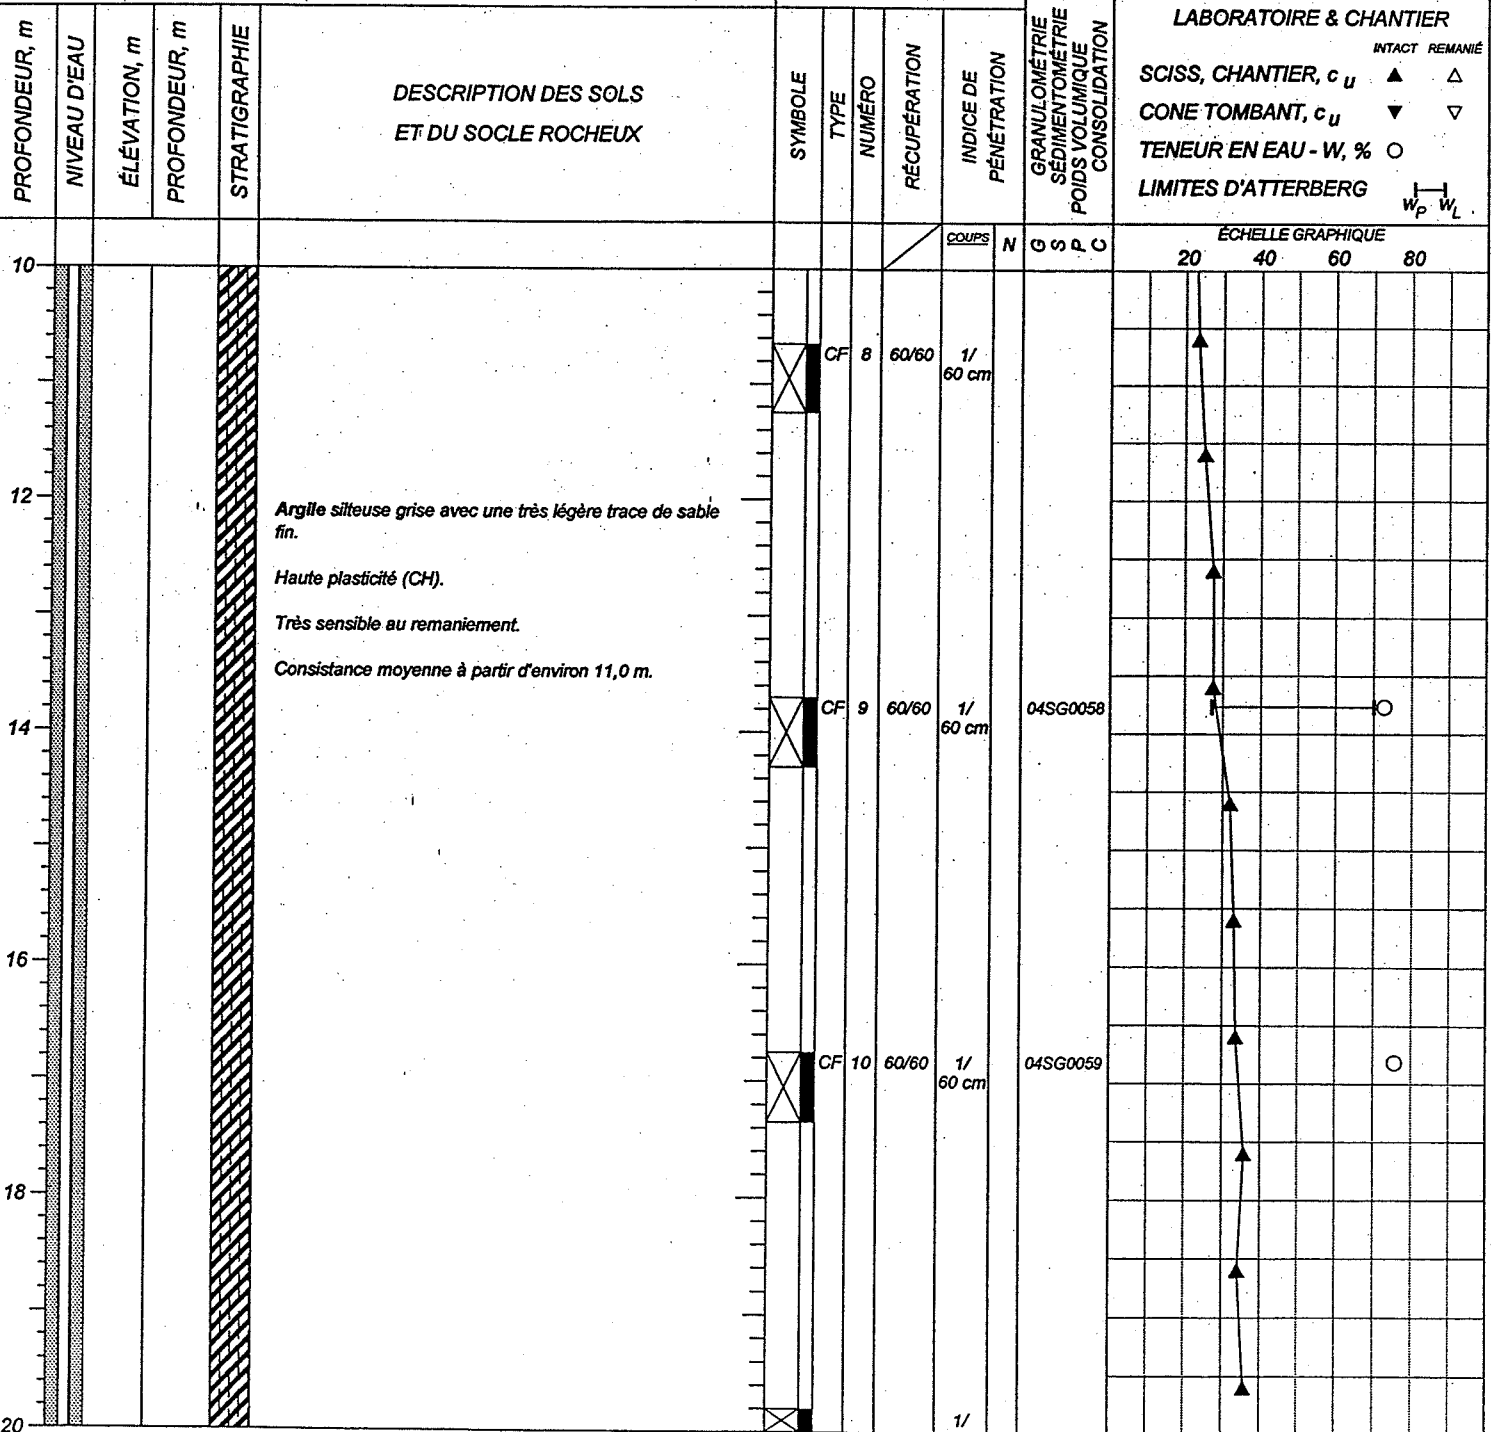 PROFONDEUR, m
NIVEAU D'EAU
ÉLÉVATION, m
PROFONDEUR, m
STRATIGRAPHIE
DESCRIPTION DES SOLS
ET DU SOCLE ROCHEUX
SYMBOLE
TYPE
NUMÉRO
RÉCUPÉRATION
INDICE DE
PÉNÉTRATION
GRANULOMÉTRIE
SÉDIMENTOMÉTRIE
POIDS VOLUMIQUE
CONSOLIDATION
LABORATOIRE & CHANTIER
INTACT REMANIÉ
SCISS, CHANTIER, c u ▲ △
CONE TOMBANT, c u ▼ ▽
TENEUR EN EAU - W, % ○
LIMITES D'ATTERBERG
WP WL
COUPS N G S P C
ÉCHELLE GRAPHIQUE
20 40 60 80
10
CF 8 60/60 1/
60 cm
12
Argile silteuse grise avec une très légère trace de sable
fin.
Haute plasticité (CH).
Très sensible au remaniement.
Consistance moyenne à partir d'environ 11,0 m.
14
CF 9 60/60 1/
60 cm
04SG0058
16
CF 10 60/60 1/
60 cm
04SG0059
18
20
1/